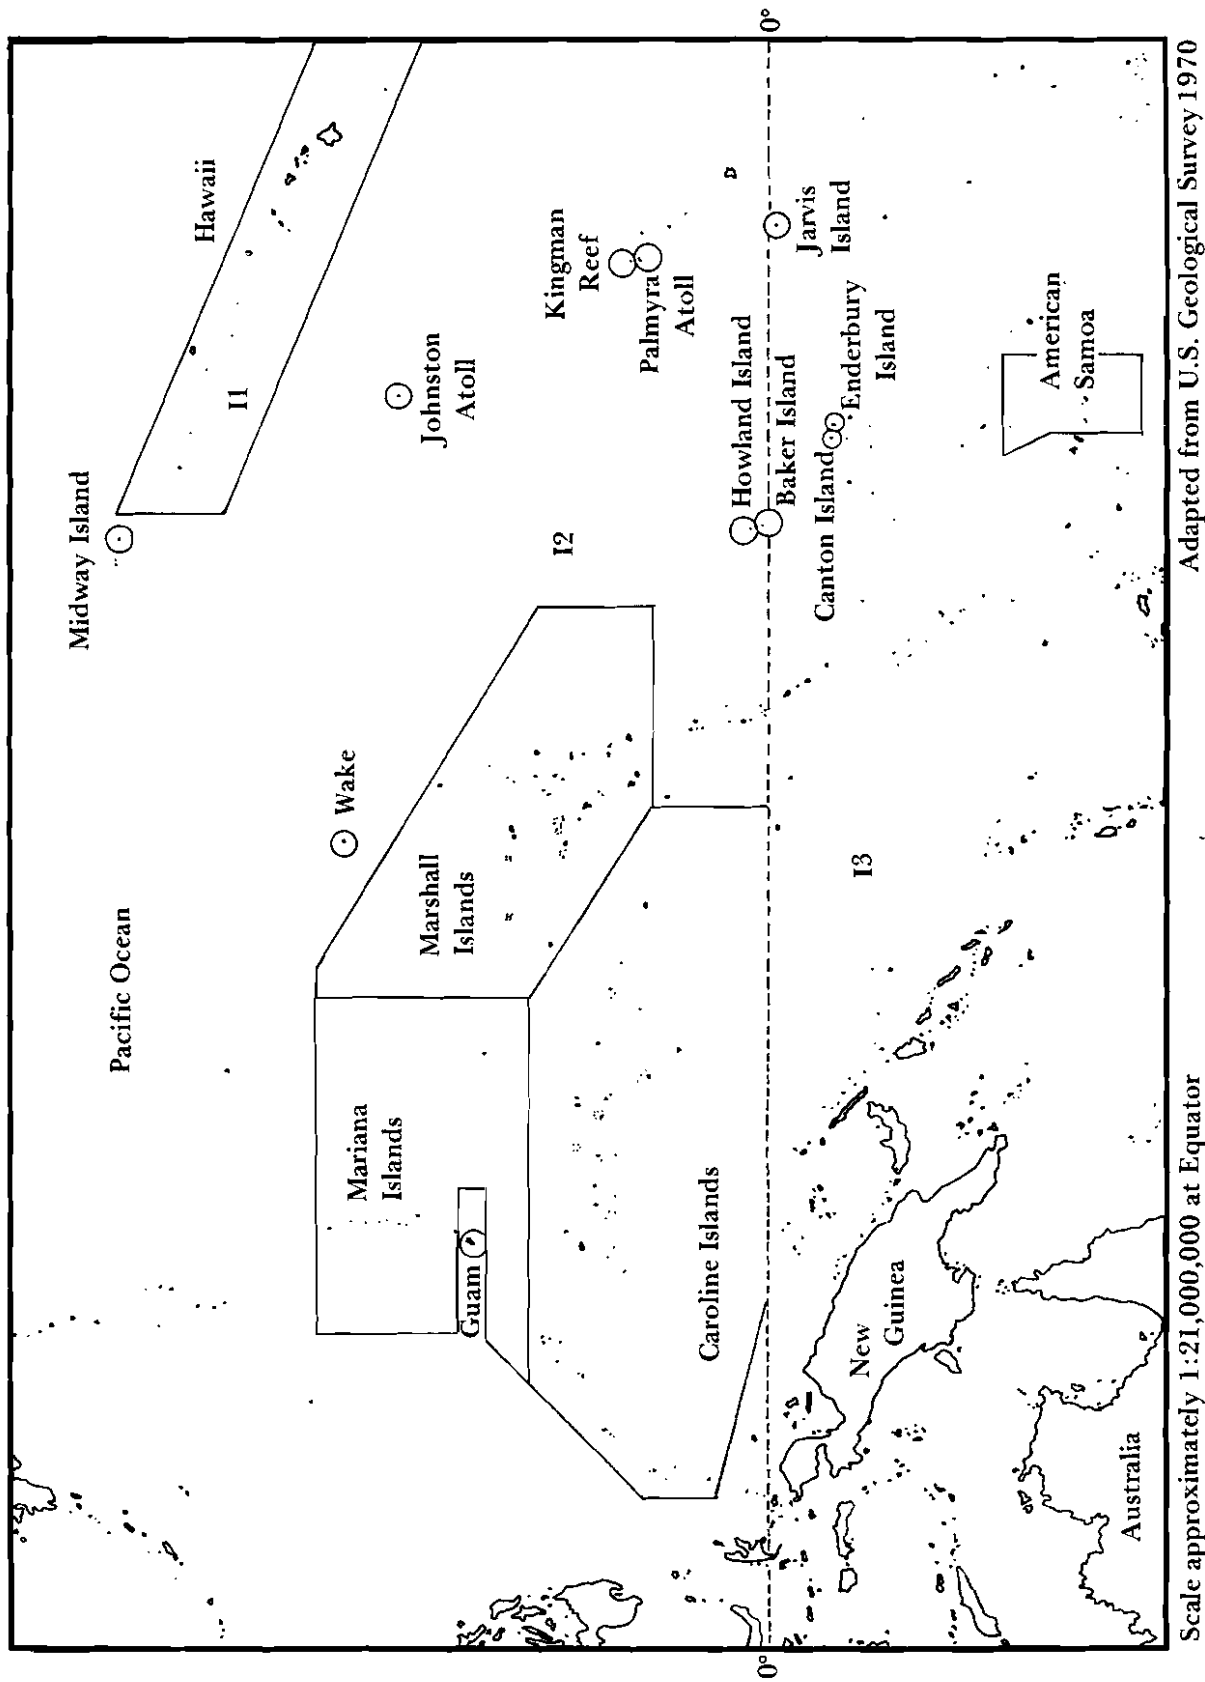 Midway Island
Hawaii
I1
Pacific Ocean
Wake
Johnston
Atoll
Mariana
Islands
Marshall
Islands
Guam
I2
Kingman
Reef
Palmyra
Atoll
Caroline Islands
Howland Island
0°
0°
Baker Island
Jarvis
Island
Canton Island
Enderbury
Island
I3
New
Guinea
American
Samoa
Australia
Scale approximately 1:21,000,000 at Equator
Adapted from U.S. Geological Survey 1970